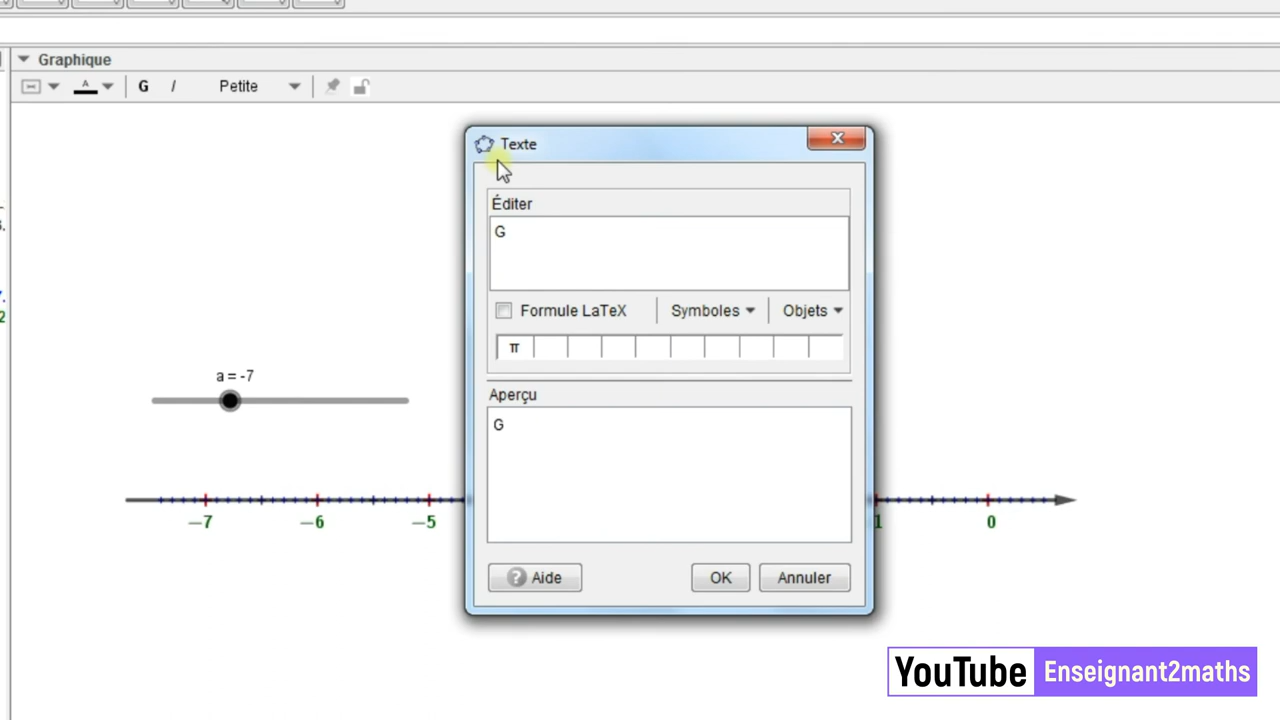 Graphique
A G I Petite
Texte
Éditer
G
Formule LaTeX Symboles Objets
π
a = -7
Aperçu
G
−7 −6 −5 1 0
? Aide OK Annuler
YouTube Enseignant2maths